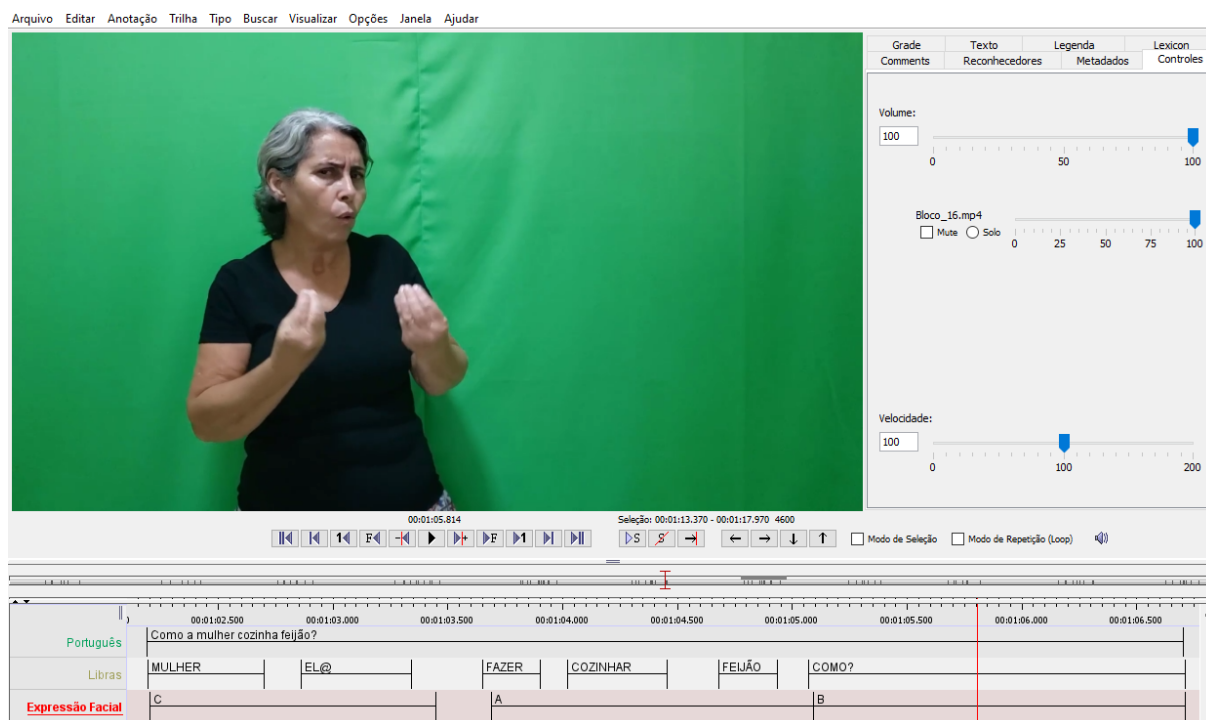 Arquivo Editar Anotação Trilha Tipo Buscar Visualizar Opções Janela Ajudar
Grade Texto Legenda Lexicon
Comments Reconhecedores Metadados Controles
Volume:
100
0 50 100
Bloco_16.mp4
Mute Solo
0 25 50 75 100
Velocidade:
100
0 100 200
00:01:05.814 Seleção: 00:01:13.370 - 00:01:17.970 4600
1 F + F 1 S S Modo de Seleção Modo de Repetição (Loop)
00:01:02.500 00:01:03.000 00:01:03.500 00:01:04.000 00:01:04.500 00:01:05.000 00:01:05.500 00:01:06.000 00:01:06.500
Português Como a mulher cozinha feijão?
Libras MULHER EL@ FAZER COZINHAR FEIJÃO COMO?
Expressão Facial C A B